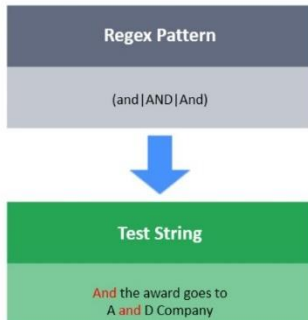 Regex Pattern
(and|AND|And)
Test String
And the award goes to
A and D Company